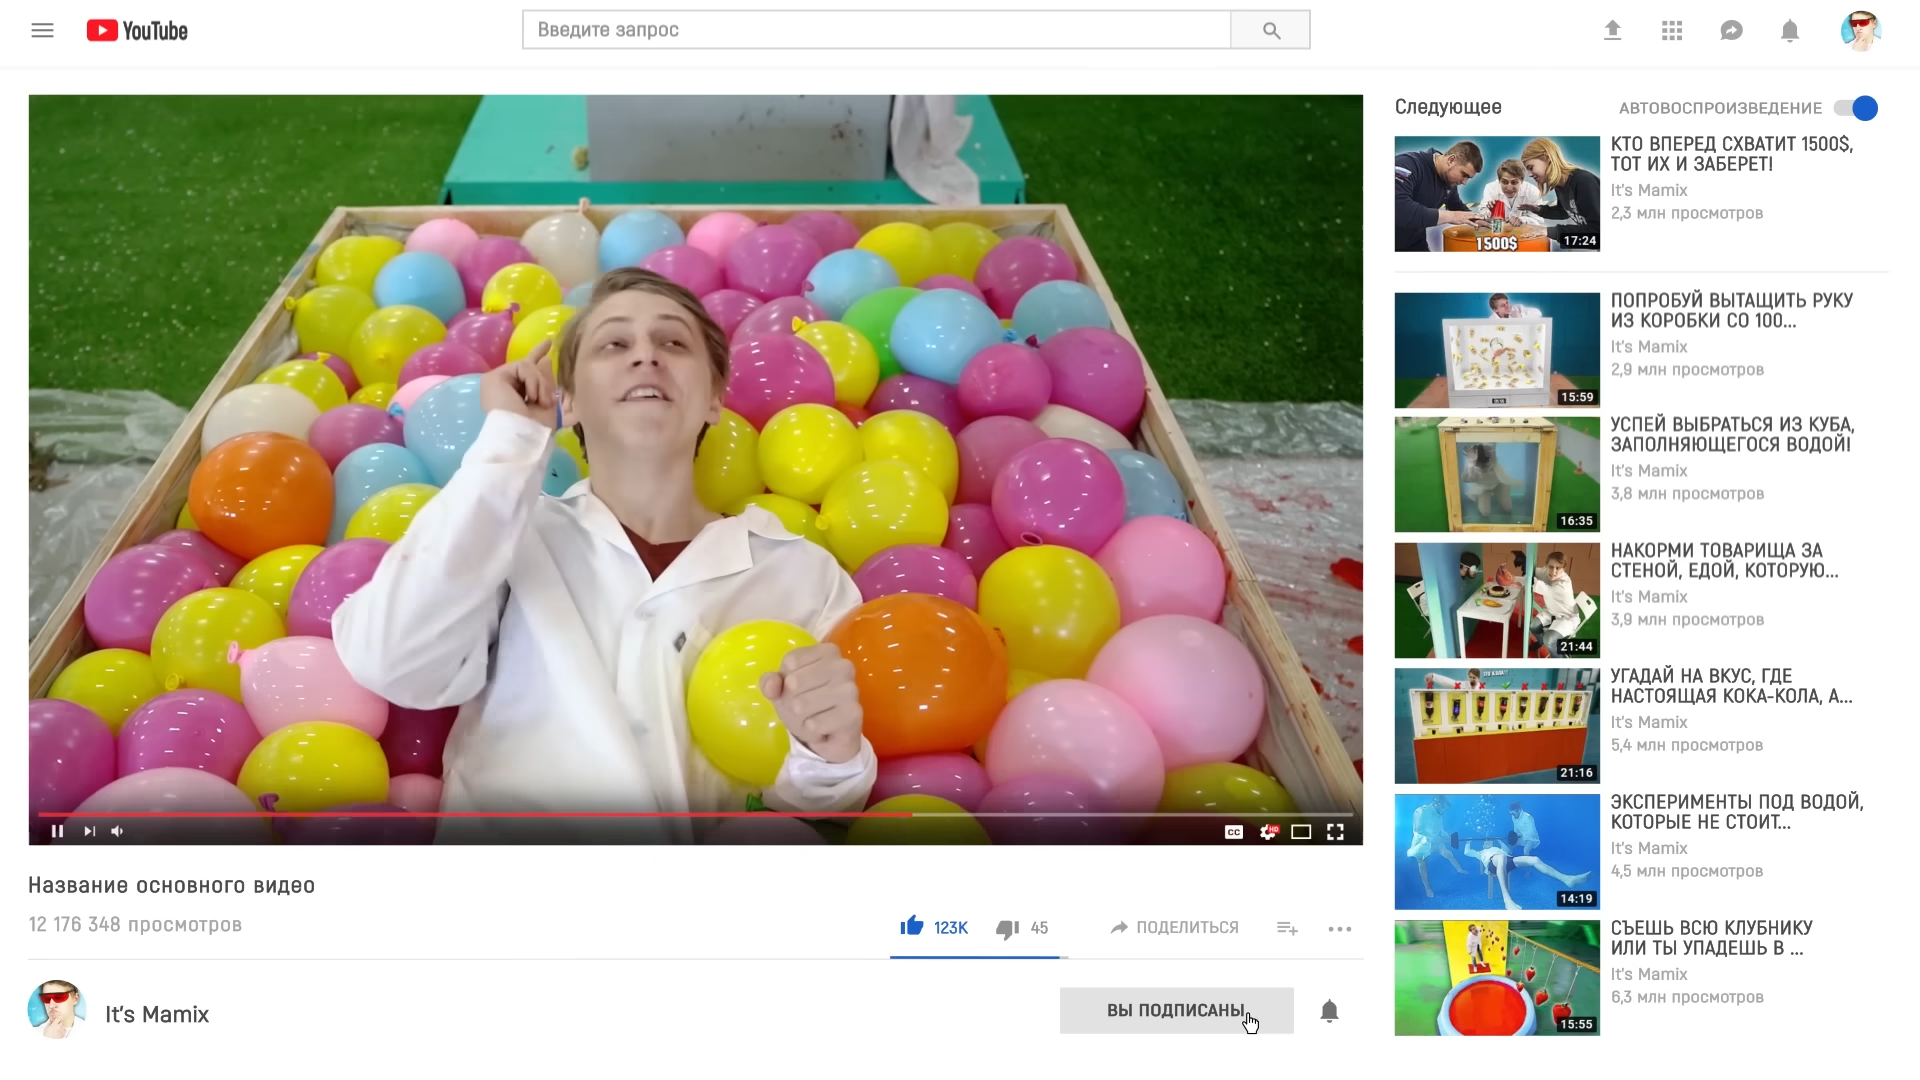 YouTube
Введите запрос
Следующее
АВТОВОСПРОИЗВЕДЕНИЕ
1500$
17:24
КТО ВПЕРЕД СХВАТИТ 1500$,
ТОТ ИХ И ЗАБЕРЕТ!
It's Mamix
2,3 млн просмотров
15:59
ПОПРОБУЙ ВЫТАЩИТЬ РУКУ
ИЗ КОРОБКИ СО 100...
It's Mamix
2,9 млн просмотров
16:35
УСПЕЙ ВЫБРАТЬСЯ ИЗ КУБА,
ЗАПОЛНЯЮЩЕГОСЯ ВОДОЙ!
It's Mamix
3,8 млн просмотров
21:44
НАКОРМИ ТОВАРИЩА ЗА
СТЕНОЙ, ЕДОЙ, КОТОРУЮ...
It's Mamix
3,9 млн просмотров
21:16
УГАДАЙ НА ВКУС, ГДЕ
НАСТОЯЩАЯ КОКА-КОЛА, А...
It's Mamix
5,4 млн просмотров
14:19
ЭКСПЕРИМЕНТЫ ПОД ВОДОЙ,
КОТОРЫЕ НЕ СТОИТ...
It's Mamix
4,5 млн просмотров
15:55
СЪЕШЬ ВСЮ КЛУБНИКУ
ИЛИ ТЫ УПАДЕШЬ В ...
It's Mamix
6,3 млн просмотров
CC
HD
Название основного видео
12 176 348 просмотров
123K
45
ПОДЕЛИТЬСЯ
It's Mamix
ВЫ ПОДПИСАНЫ